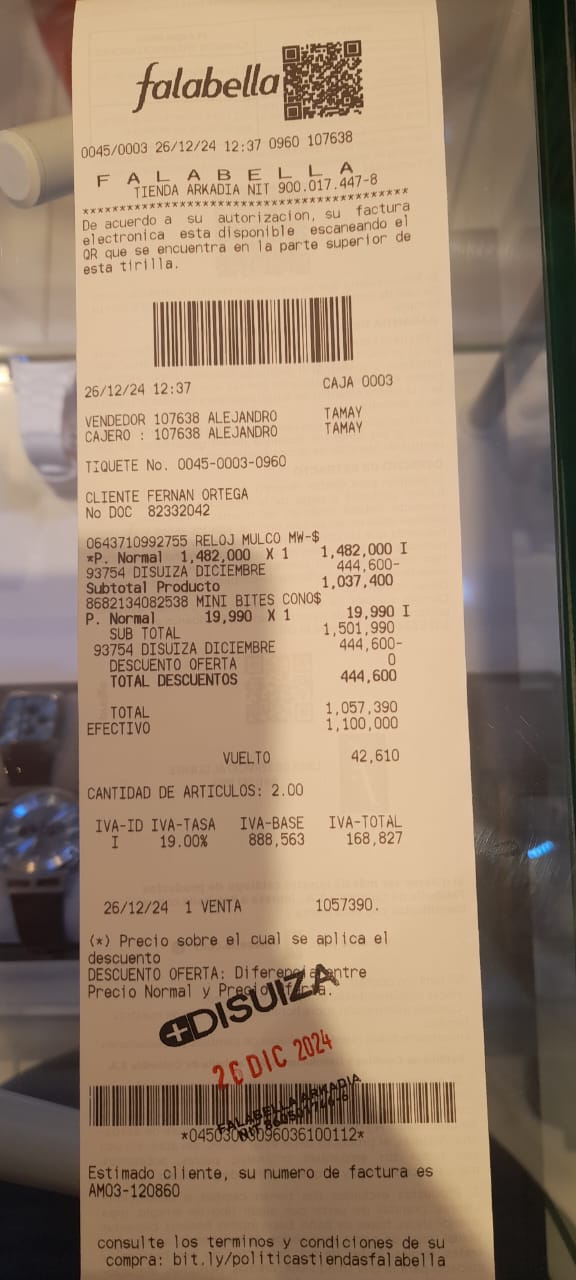 falabella
0045/0003 26/12/24 12:37 0960 107638
F A L A B E L L A
TIENDA ARKADIA NIT 900.017.447-8
****************************************
De acuerdo a su autorizacion, su factura
electronica esta disponible escaneando el
QR que se encuentra en la parte superior de
esta tirilla.
26/12/24 12:37 CAJA 0003
VENDEDOR 107638 ALEJANDRO TAMAY
CAJERO : 107638 ALEJANDRO TAMAY
TIQUETE No. 0045-0003-0960
CLIENTE FERNAN ORTEGA
No DOC 82332042
0643710992755 RELOJ MULCO MW-$
*P. Normal 1,482,000 X 1 1,482,000 I
93754 DISUIZA DICIEMBRE 444,600-
Subtotal Producto 1,037,400
8682134082538 MINI BITES CONO$
P. Normal 19,990 X 1 19,990 I
SUB TOTAL 1,501,990
93754 DISUIZA DICIEMBRE 444,600-
DESCUENTO OFERTA 0
TOTAL DESCUENTOS 444,600
TOTAL 1,057,390
EFECTIVO 1,100,000
VUELTO 42,610
CANTIDAD DE ARTICULOS: 2.00
IVA-ID IVA-TASA IVA-BASE IVA-TOTAL
I 19.00% 888,563 168,827
26/12/24 1 VENTA 1057390.
(*) Precio sobre el cual se aplica el
descuento
DESCUENTO OFERTA: Diferencia entre
Precio Normal y Precio Oferta.
DISUIZA
26 DIC 2024
FALABELLA ARKADIA
NIT
Estimado cliente, su numero de factura es
AM03-120860
consulte los terminos y condiciones de su
compra: bit.ly/politicastiendasfalabella